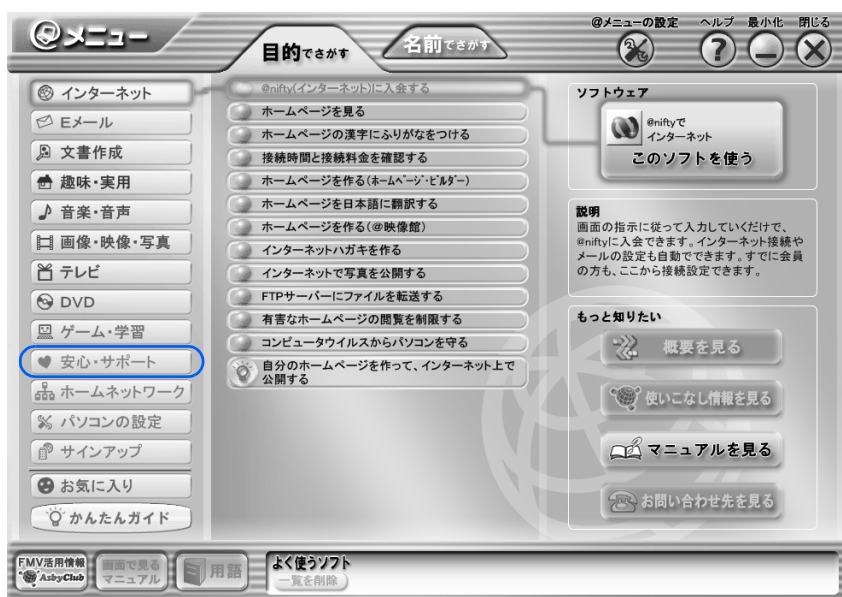 @メニュー
目的でさがす
名前でさがす
@メニューの設定
ヘルプ
最小化
閉じる
インターネット
Eメール
文書作成
趣味・実用
音楽・音声
画像・映像・写真
テレビ
DVD
ゲーム・学習
安心・サポート
ホームネットワーク
パソコンの設定
サインアップ
お気に入り
かんたんガイド
@nifty(インターネット)に入会する
ホームページを見る
ホームページの漢字にふりがなをつける
接続時間と接続料金を確認する
ホームページを作る(ホームページ・ビルダー)
ホームページを日本語に翻訳する
ホームページを作る(@映像館)
インターネットハガキを作る
インターネットで写真を公開する
FTPサーバーにファイルを転送する
有害なホームページの閲覧を制限する
コンピュータウイルスからパソコンを守る
自分のホームページを作って、インターネット上で
公開する
ソフトウェア
@niftyで
インターネット
このソフトを使う
説明
画面の指示に従って入力していくだけで、
@niftyに入会できます。インターネット接続や
メールの設定も自動でできます。すでに会員
の方も、ここから接続設定できます。
もっと知りたい
概要を見る
使いこなし情報を見る
マニュアルを見る
お問い合わせ先を見る
FMV活用情報
AzbyClub
画面で見る
マニュアル
用語
よく使うソフト
一覧を削除